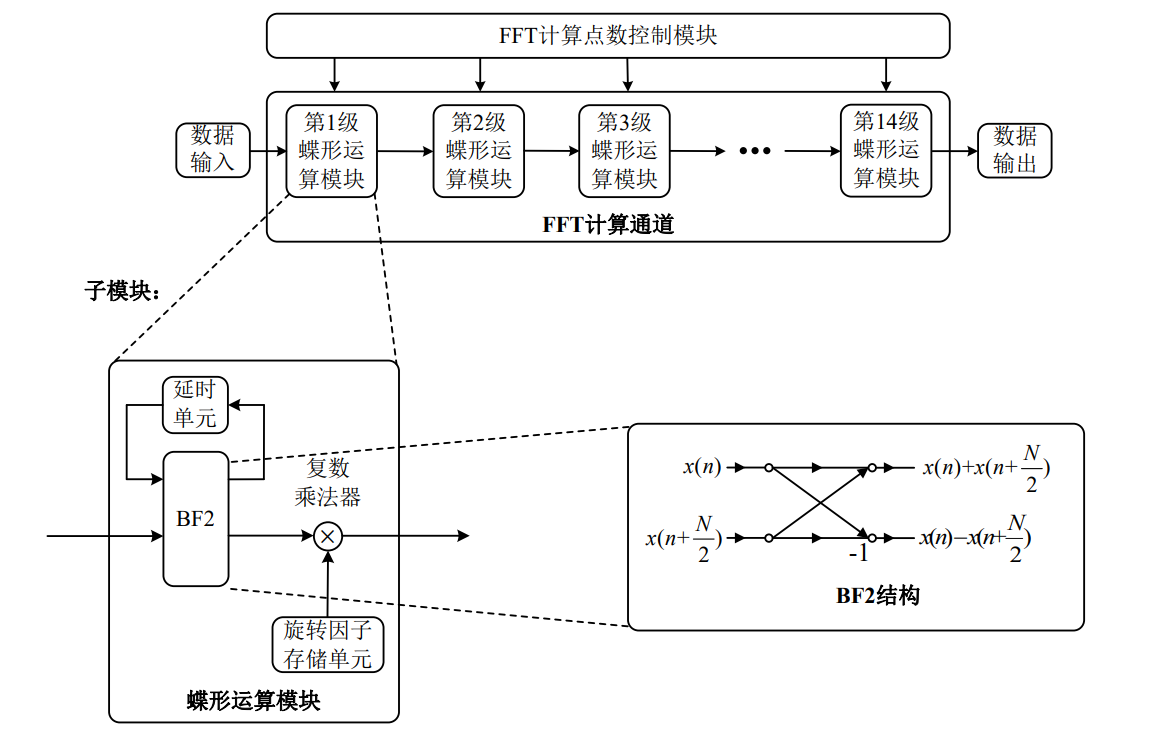 FFT计算点数控制模块
数据
输入
第1级
蝶形运
算模块
第2级
蝶形运
算模块
第3级
蝶形运
算模块
•••
第14级
蝶形运
算模块
数据
输出
FFT计算通道
子模块：
延时
单元
BF2
复数
乘法器
×
旋转因子
存储单元
蝶形运算模块
x(n)
x(n)+x(n+N/2)
x(n+N/2)
-1
x(n)−x(n+N/2)
BF2结构